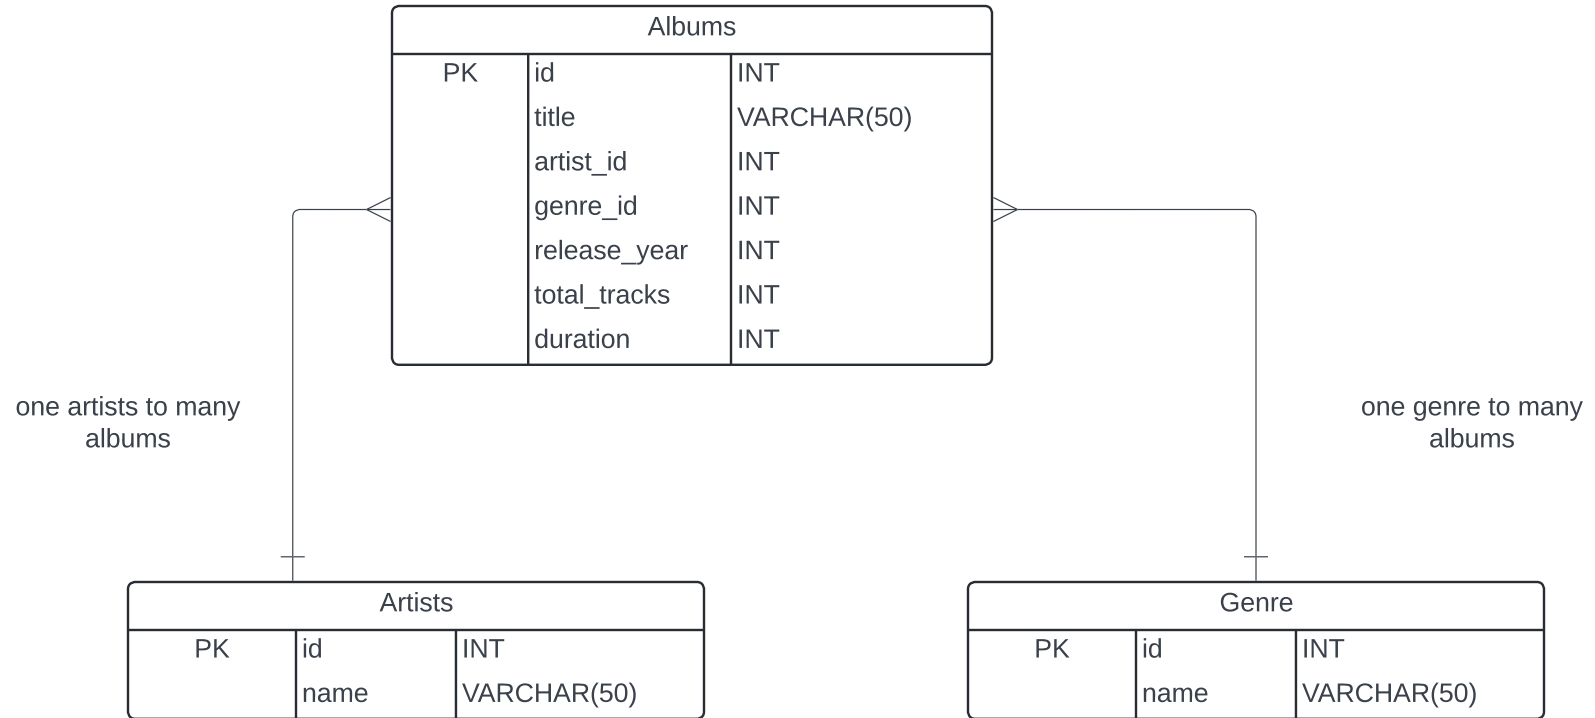 Albums
PK id INT
title VARCHAR(50)
artist_id INT
genre_id INT
release_year INT
total_tracks INT
duration INT
one artists to many
albums
one genre to many
albums
Artists
PK id INT
name VARCHAR(50)
Genre
PK id INT
name VARCHAR(50)